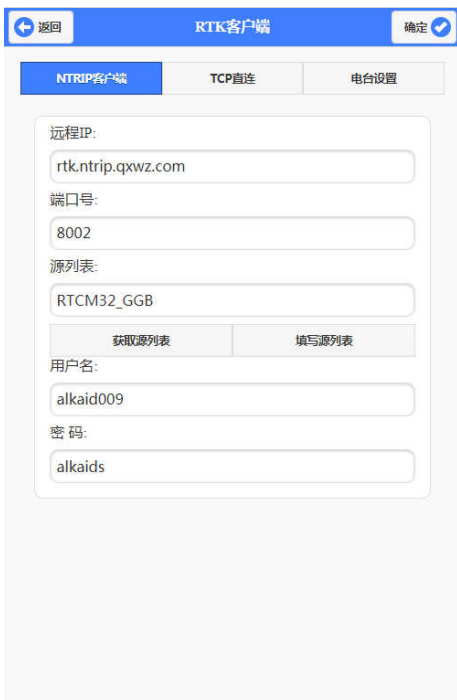 返回 RTK客户端 确定
NTRIP客户端 TCP直连 电台设置
远程IP:
rtk.ntrip.qxwz.com
端口号:
8002
源列表:
RTCM32_GGB
获取源列表 填写源列表
用户名:
alkaid009
密 码:
alkaids